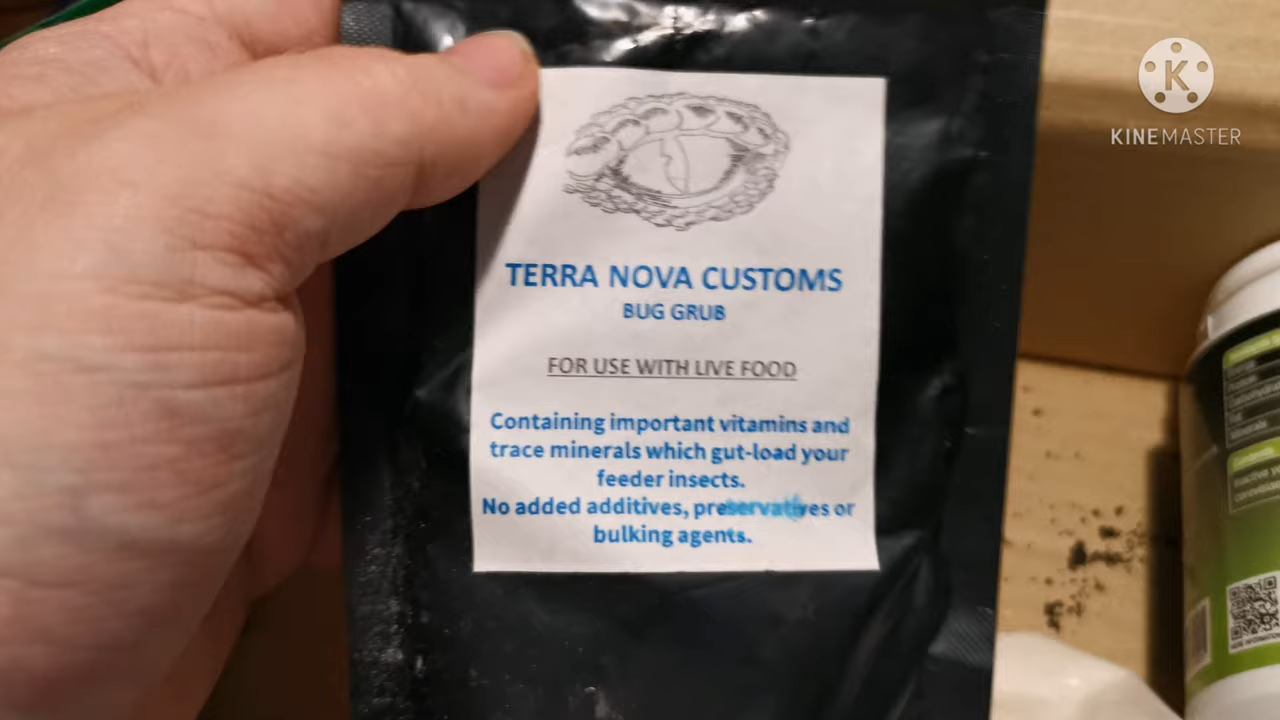 K
KINEMASTER
TERRA NOVA CUSTOMS
BUG GRUB
FOR USE WITH LIVE FOOD
Containing important vitamins and
trace minerals which gut-load your
feeder insects.
No added additives, preservatives or
bulking agents.